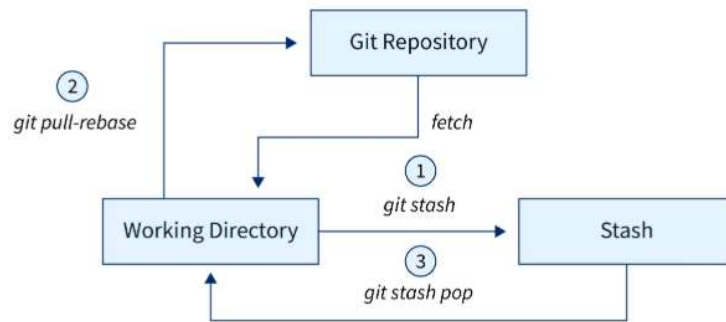 Git Repository
2
git pull-rebase
fetch
1
git stash
Working Directory
Stash
3
git stash pop